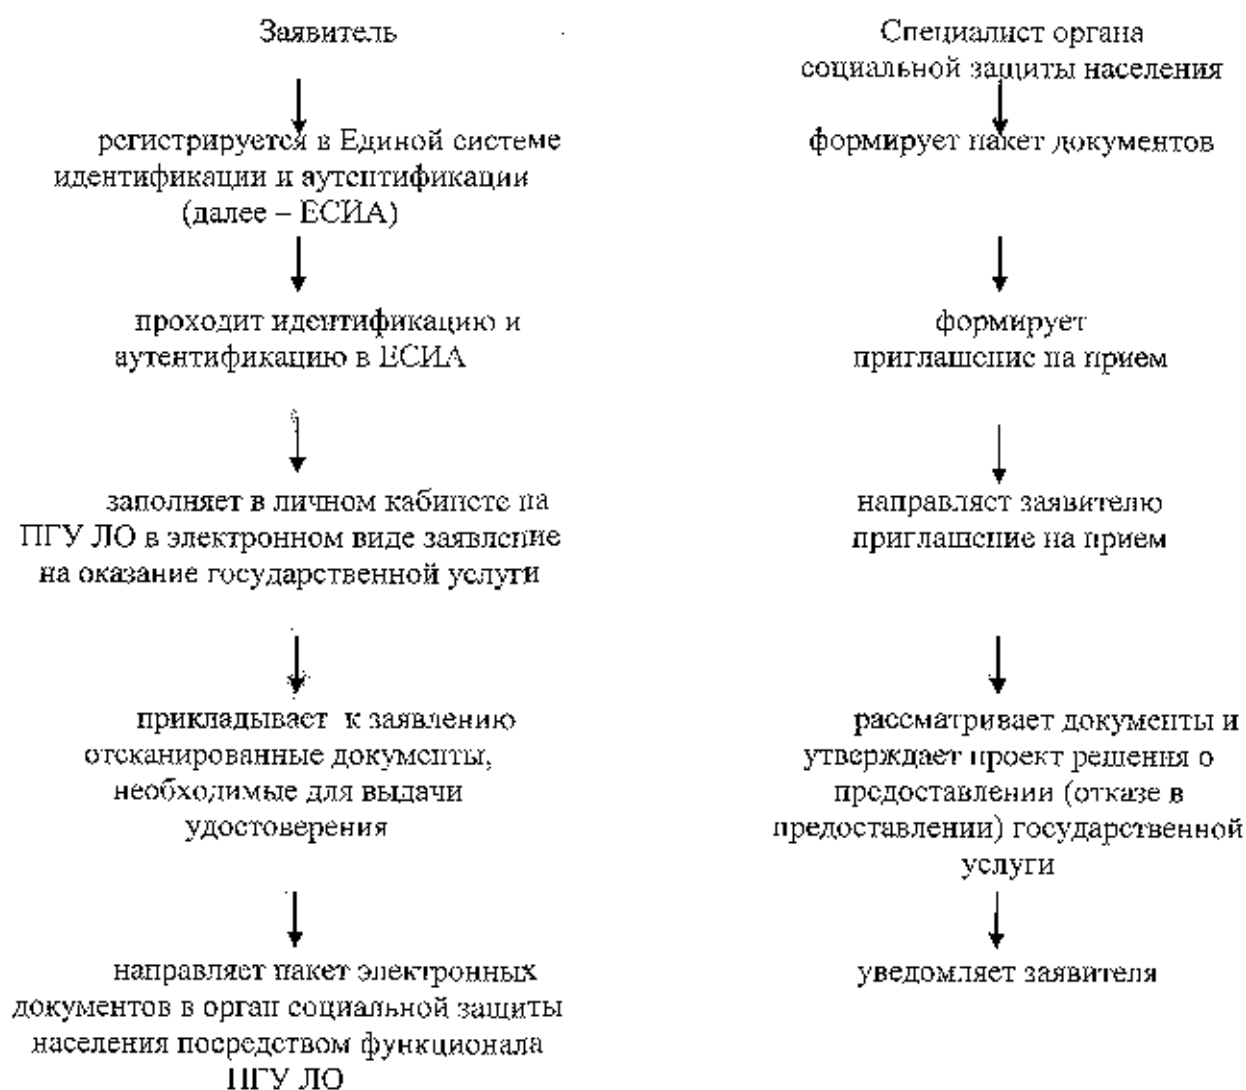 Заявитель
регистрируется в Единой системе
идентификации и аутентификации
(далее – ЕСИА)
проходит идентификацию и
аутентификацию в ЕСИА
заполняет в личном кабинете на
ПГУ ЛО в электронном виде заявление
на оказание государственной услуги
прикладывает к заявлению
отсканированные документы,
необходимые для выдачи
удостоверения
направляет пакет электронных
документов в орган социальной защиты
населения посредством функционала
ПГУ ЛО
Специалист органа
социальной защиты населения
формирует пакет документов
формирует
приглашение на прием
направляет заявителю
приглашение на прием
рассматривает документы и
утверждает проект решения о
предоставлении (отказе в
предоставлении) государственной
услуги
уведомляет заявителя